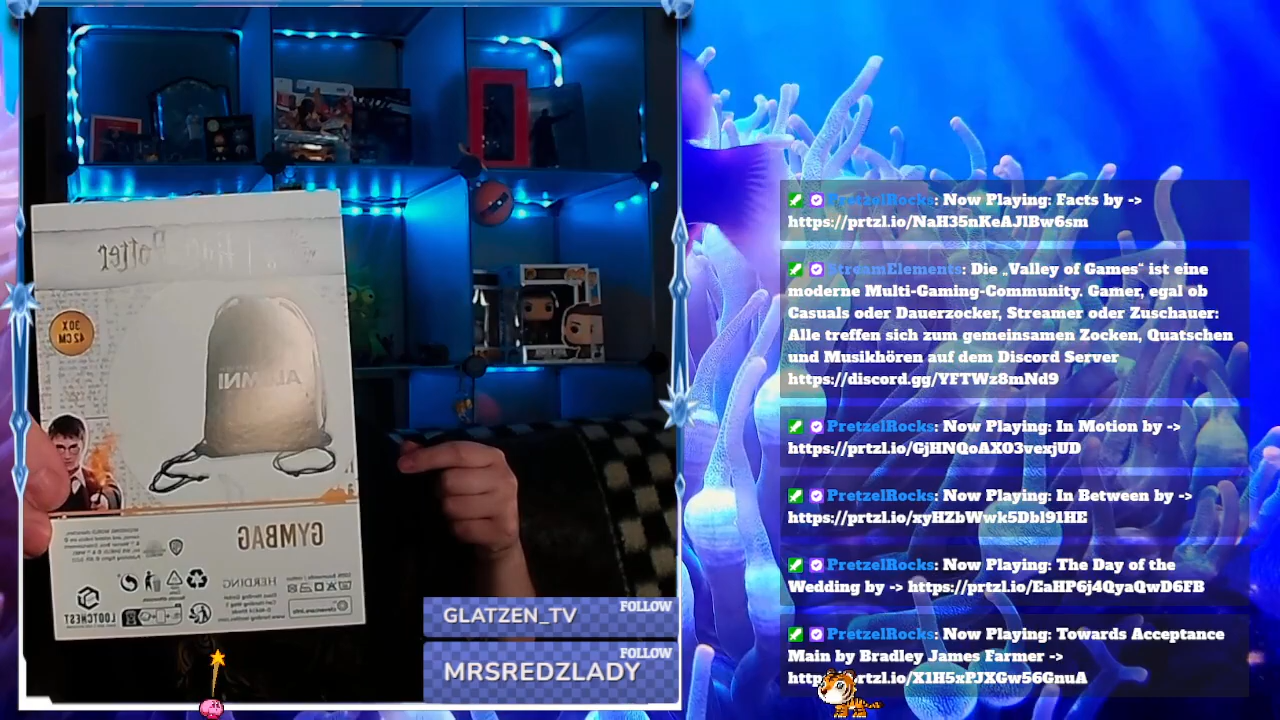 Harry Potter
30X
42 CM
ALUMNI
GYMBAG
HERDING
LOOTCHEST
FOLLOW
GLATZEN_TV
FOLLOW
MRSREDZLADY
PretzelRocks: Now Playing: Facts by ->
https://prtzl.io/NaH35nKeAJlBw6sm
StreamElements: Die „Valley of Games“ ist eine
moderne Multi-Gaming-Community. Gamer, egal ob
Casuals oder Dauerzocker, Streamer oder Zuschauer:
Alle treffen sich zum gemeinsamen Zocken, Quatschen
und Musikhören auf dem Discord Server
https://discord.gg/YFTWz8mNd9
PretzelRocks: Now Playing: In Motion by ->
https://prtzl.io/GjHNQoAXO3vexjUD
PretzelRocks: Now Playing: In Between by ->
https://prtzl.io/xyHZbWwk5Dbl91HE
PretzelRocks: Now Playing: The Day of the
Wedding by -> https://prtzl.io/EaHP6j4QyaQwD6FB
PretzelRocks: Now Playing: Towards Acceptance
Main by Bradley James Farmer ->